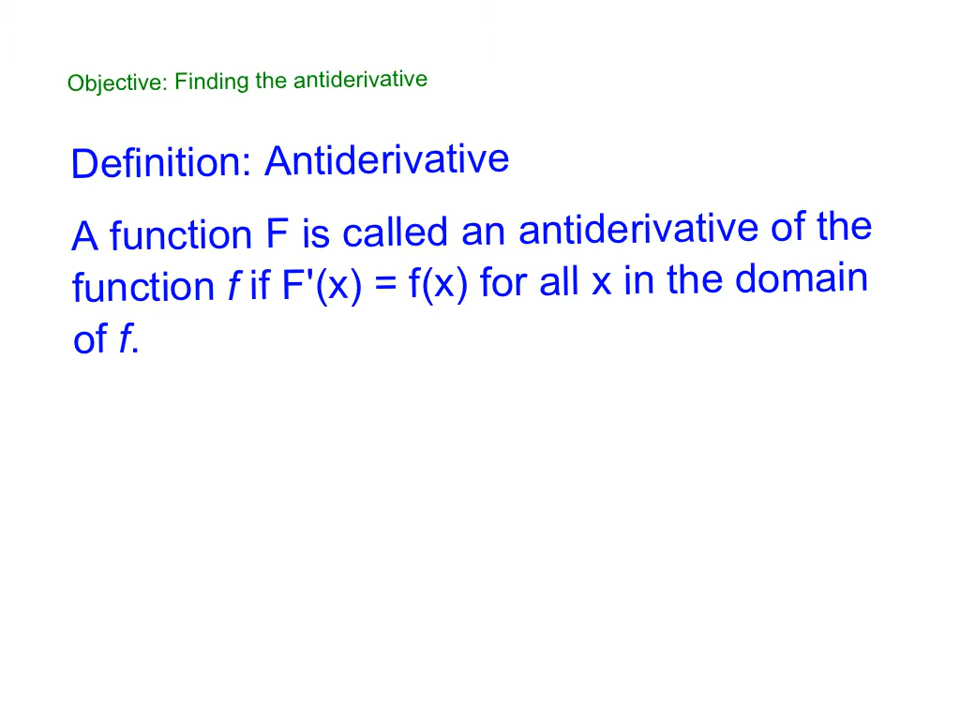 Objective: Finding the antiderivative
Definition: Antiderivative
A function F is called an antiderivative of the
function f if F'(x) = f(x) for all x in the domain
of f.